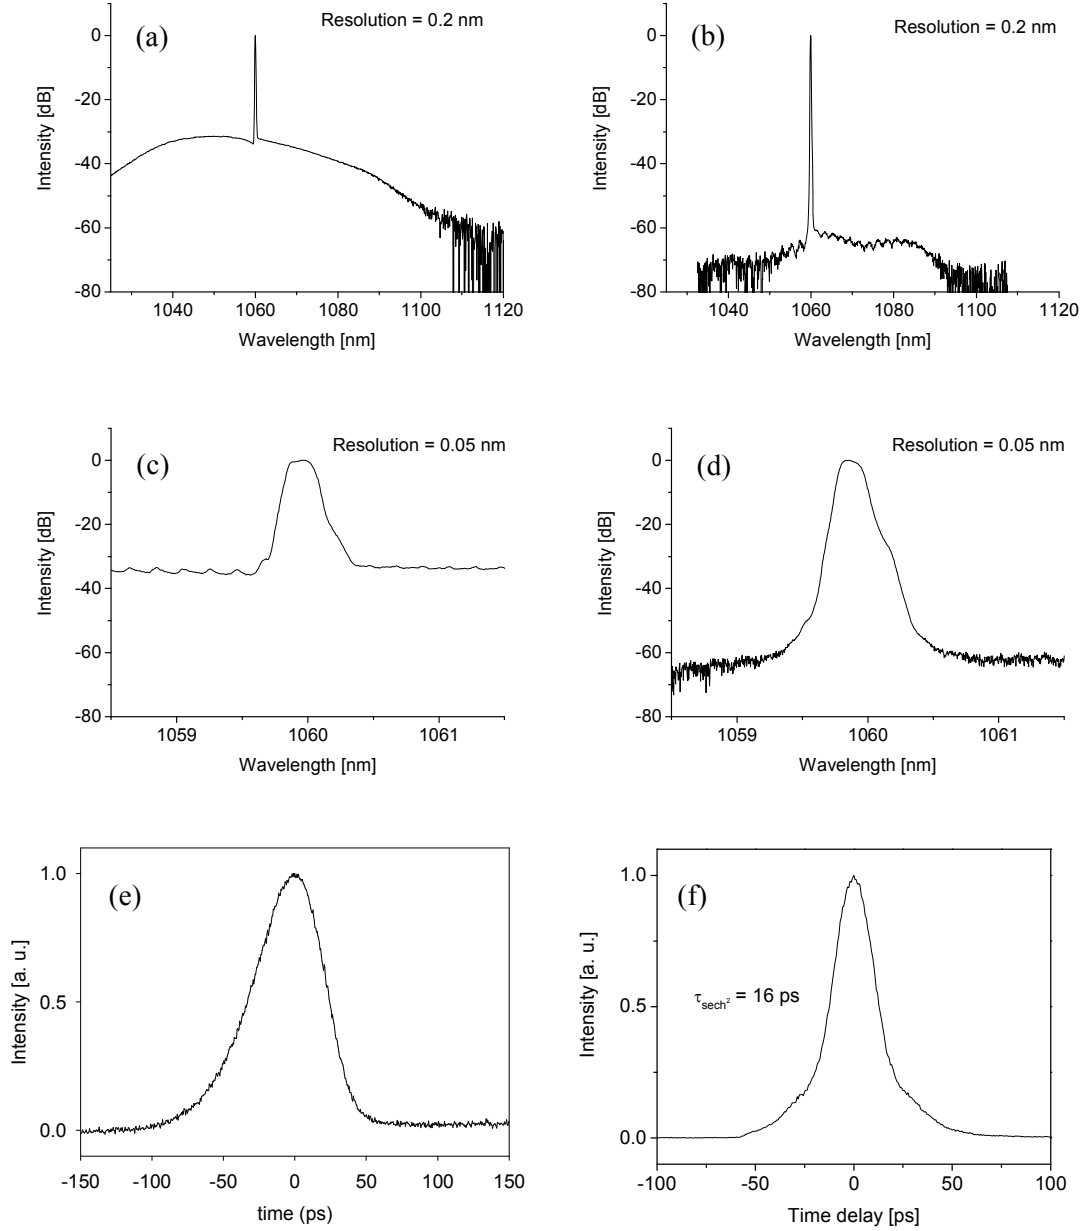 (a)
Resolution = 0.2 nm
Intensity [dB]
0
-20
-40
-60
-80
1040
1060
1080
1100
1120
Wavelength [nm]
(b)
Resolution = 0.2 nm
Intensity [dB]
0
-20
-40
-60
-80
1040
1060
1080
1100
1120
Wavelength [nm]
(c)
Resolution = 0.05 nm
Intensity [dB]
0
-20
-40
-60
-80
1059
1060
1061
Wavelength [nm]
(d)
Resolution = 0.05 nm
Intensity [dB]
0
-20
-40
-60
-80
1059
1060
1061
Wavelength [nm]
(e)
Intensity [a. u.]
1.0
0.5
0.0
-150
-100
-50
0
50
100
150
time (ps)
(f)
τsech² = 16 ps
Intensity [a. u.]
1.0
0.5
0.0
-100
-50
0
50
100
Time delay [ps]